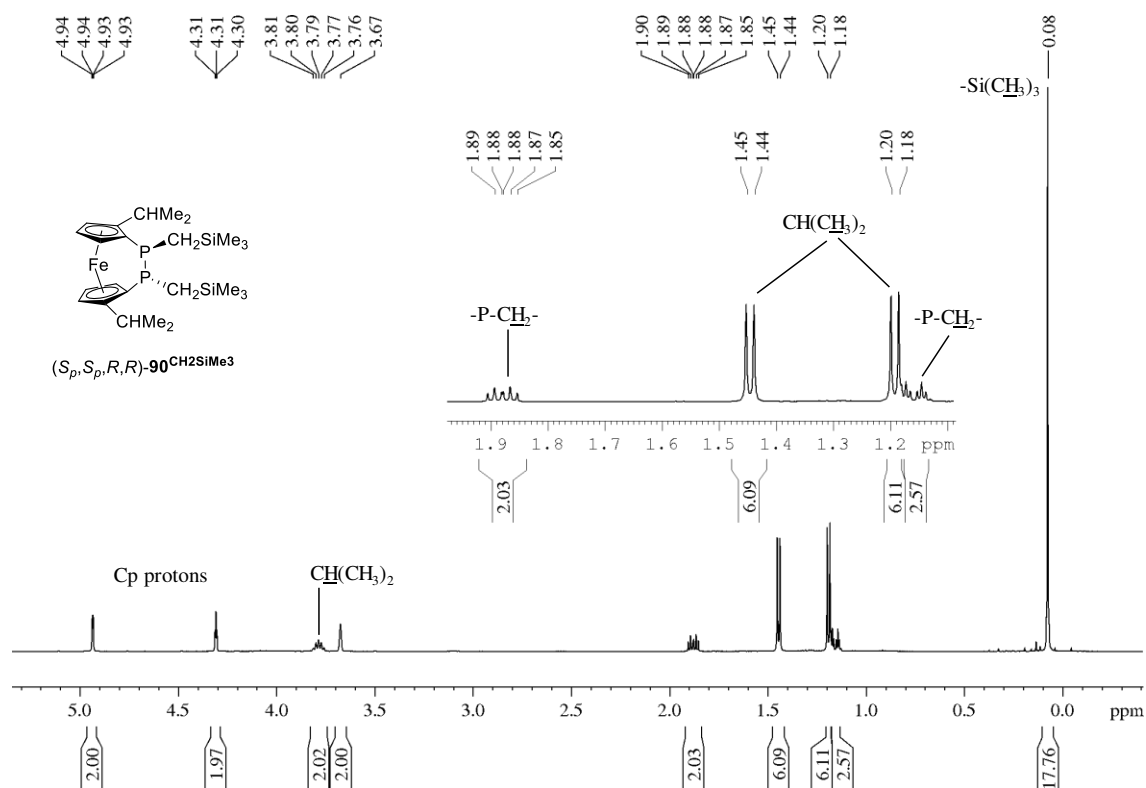 4.94
4.94
4.93
4.93
4.31
4.31
4.30
3.81
3.80
3.79
3.77
3.76
3.67
1.90
1.89
1.88
1.88
1.87
1.85
1.45
1.44
1.20
1.18
0.08
-Si(CH3)3
1.89
1.88
1.88
1.87
1.85
1.45
1.44
1.20
1.18
CHMe2
CH2SiMe3
P
Fe
P
CH2SiMe3
CHMe2
(Sp,Sp,R,R)-90CH2SiMe3
CH(CH3)2
-P-CH2-
-P-CH2-
1.9 1.8 1.7 1.6 1.5 1.4 1.3 1.2 ppm
2.03
6.09
6.11
2.57
Cp protons
CH(CH3)2
5.0 4.5 4.0 3.5 3.0 2.5 2.0 1.5 1.0 0.5 0.0 ppm
2.00
1.97
2.02
2.00
2.03
6.09
6.11
2.57
17.76